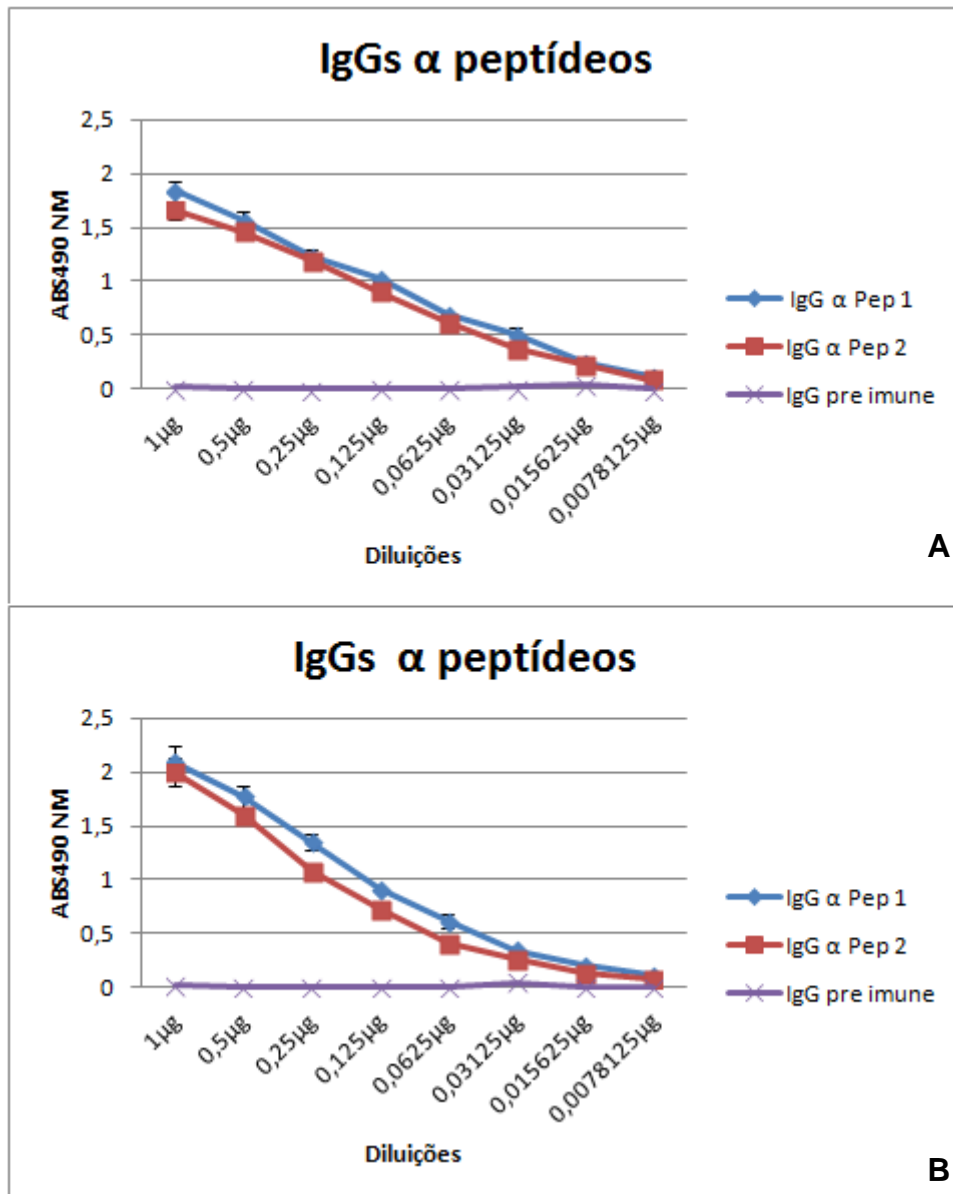 IgGs α peptídeos
2,5
2
1,5
1
0,5
0
ABS490 NM
1µg
0,5µg
0,25µg
0,125µg
0,0625µg
0,03125µg
0,015625µg
0,0078125µg
Diluições
IgG α Pep 1
IgG α Pep 2
IgG pre imune
A
IgGs α peptídeos
2,5
2
1,5
1
0,5
0
ABS490 NM
1µg
0,5µg
0,25µg
0,125µg
0,0625µg
0,03125µg
0,015625µg
0,0078125µg
Diluições
IgG α Pep 1
IgG α Pep 2
IgG pre imune
B